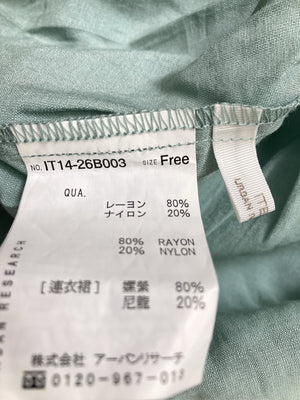 NO. IT14-26B003 SIZE Free
QUA.
レーヨン 80%
ナイロン 20%
80% RAYON
20% NYLON
[連衣裙] 嫘縈 80%
尼龍 20%
株式会社 アーバンリサーチ
0120-967-01
RESEARCH
URBAN